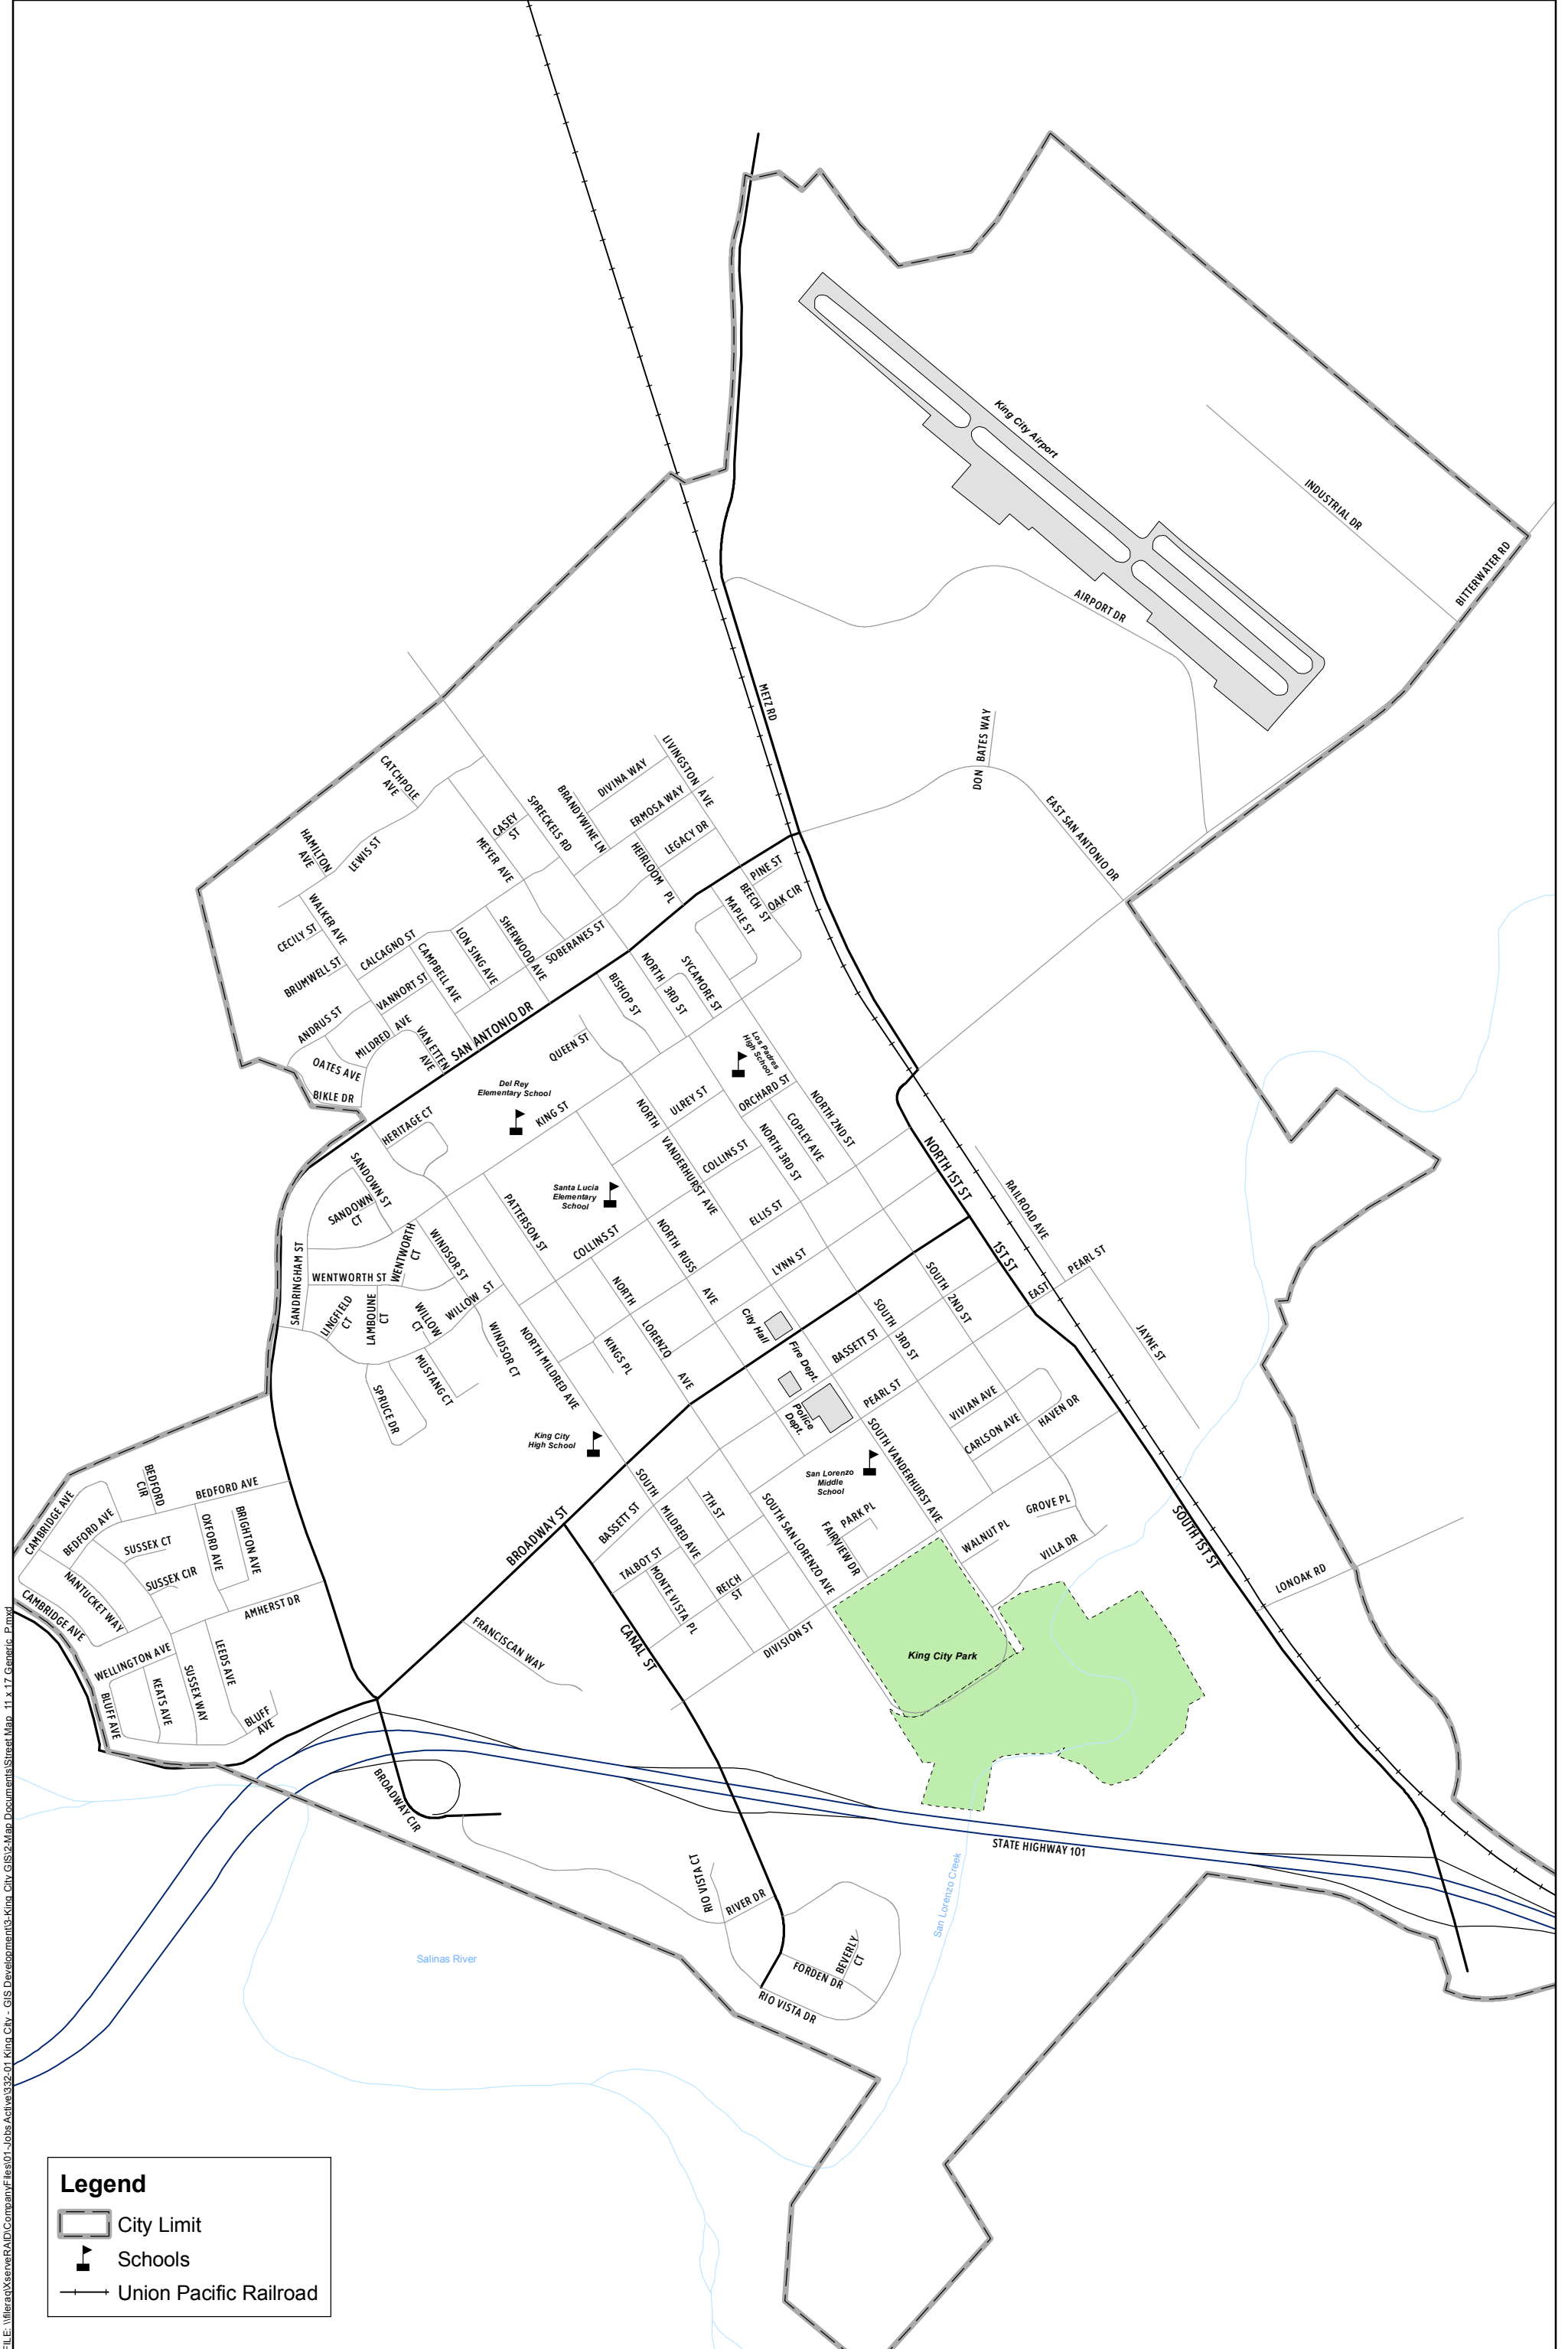 King City Airport
INDUSTRIAL DR
BITTERWATER RD
AIRPORT DR
METZ RD
DON BATES WAY
EAST SAN ANTONIO DR
LIVINGSTON AVE
DIVINA WAY
BRANDYWINE LN
ERMOSA WAY
CATCHPOLE
AVE
SPRECKELS RD
CASEY
ST
LEGACY DR
HEIRLOOM PL
MEYER AVE
HAMILTON
AVE
LEWIS ST
PINE ST
BEECH ST
OAK CIR
MAPLE ST
WALKER AVE
CECILY ST
CALCAGNO ST
LON SING AVE
SHERWOOD AVE
SOBERANES ST
CAMPBELL AVE
BRUMWELL ST
VANNORT ST
NORTH 3RD ST
SYCAMORE ST
BISHOP ST
ANDRUS ST
MILDRED AVE
VAN ETTEN
AVE
SAN ANTONIO DR
QUEEN ST
OATES AVE
BIKLE DR
Los Padres
High School
Del Rey
Elementary School
KING ST
ULREY ST
ORCHARD ST
NORTH 2ND ST
HERITAGE CT
NORTH VANDERHURST AVE
COPLEY AVE
NORTH 3RD ST
COLLINS ST
NORTH 1ST ST
SANDOWN ST
SANDOWN
CT
Santa Lucia
Elementary
School
PATTERSON ST
RAILROAD AVE
ELLIS ST
COLLINS ST
NORTH RUSS AVE
LYNN ST
1ST ST
PEARL ST
EAST
WINDSOR ST
WENTWORTH
CT
SANDRINGHAM ST
WENTWORTH ST
WILLOW ST
LINGFIELD
CT
LAMBOUNE
CT
WILLOW
CT
WINDSOR CT
NORTH LORENZO AVE
SOUTH 2ND ST
SOUTH 3RD ST
City Hall
Fire Dept.
BASSETT ST
JAYNE ST
KINGS PL
NORTH MILDRED AVE
MUSTANG CT
SPRUCE DR
PEARL ST
Police
Dept.
VIVIAN AVE
CARLSON AVE
HAVEN DR
King City
High School
SOUTH VANDERHURST AVE
San Lorenzo
Middle
School
BEDFORD
CIR
BEDFORD AVE
CAMBRIDGE AVE
BEDFORD AVE
OXFORD AVE
BRIGHTON AVE
SUSSEX CT
SUSSEX CIR
NANTUCKET WAY
CAMBRIDGE AVE
AMHERST DR
SOUTH MILDRED AVE
7TH ST
BASSETT ST
BROADWAY ST
SOUTH SAN LORENZO AVE
PARK PL
FAIRVIEW DR
GROVE PL
WALNUT PL
VILLA DR
SOUTH 1ST ST
LONOAK RD
TALBOT ST
MONTE VISTA PL
REICH
ST
DIVISION ST
CANAL ST
FRANCISCAN WAY
King City Park
WELLINGTON AVE
LEEDS AVE
SUSSEX WAY
KEATS AVE
BLUFF AVE
BLUFF
AVE
BROADWAY CIR
STATE HIGHWAY 101
RIO VISTA CT
RIVER DR
San Lorenzo Creek
BEVERLY
CT
FORDEN DR
RIO VISTA DR
Salinas River
Legend
City Limit
Schools
Union Pacific Railroad